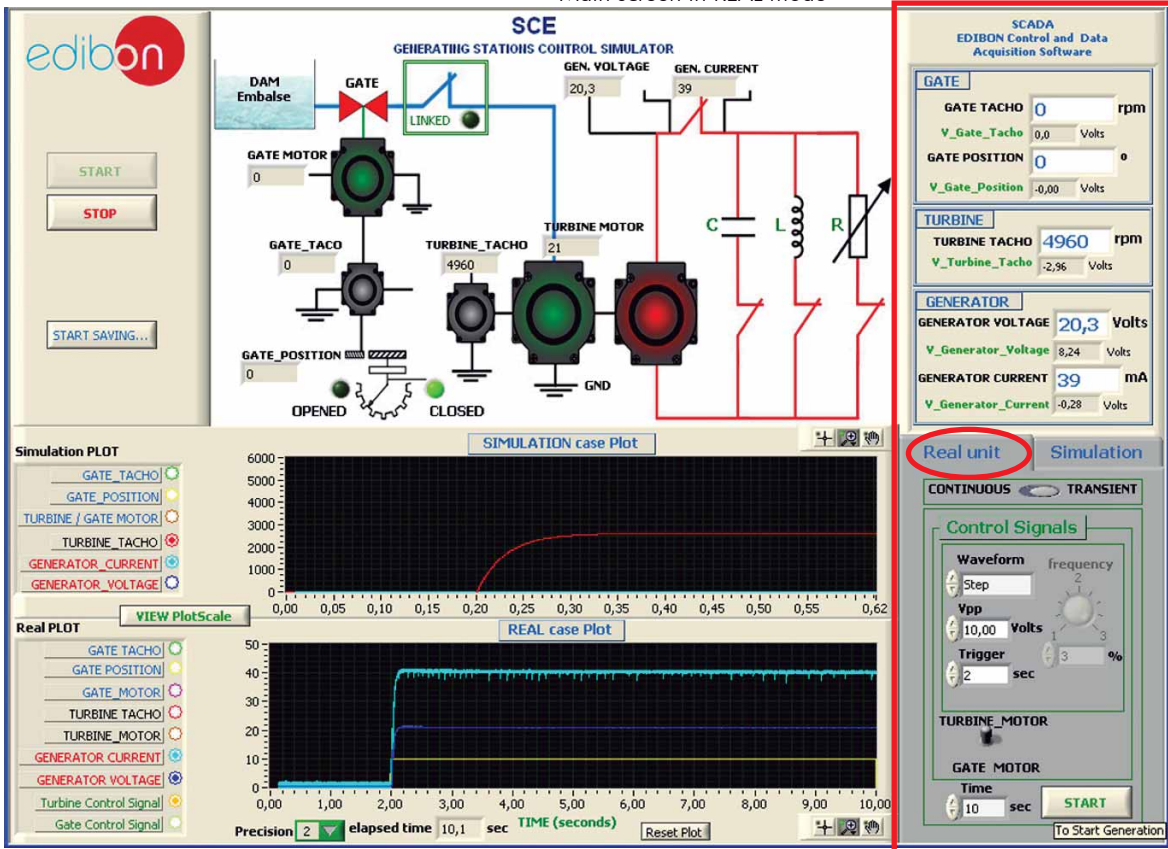 Main screen in REAL mode
edibon
START
STOP
START SAVING...
SCE
GENERATING STATIONS CONTROL SIMULATOR
DAM
Embalse
GATE
LINKED
GEN. VOLTAGE
20,3
GEN. CURRENT
39
GATE MOTOR
0
GATE_TACO
0
TURBINE_TACHO
4960
TURBINE MOTOR
21
C
L
R
GATE_POSITION
0
OPENED
CLOSED
GND
SCADA
EDIBON Control and Data
Acquisition Software
GATE
GATE TACHO 0 rpm
V_Gate_Tacho 0,0 Volts
GATE POSITION 0 º
V_Gate_Position -0,00 Volts
TURBINE
TURBINE TACHO 4960 rpm
V_Turbine_Tacho -2,96 Volts
GENERATOR
GENERATOR VOLTAGE 20,3 Volts
V_Generator_Voltage 8,24 Volts
GENERATOR CURRENT 39 mA
V_Generator_Current -0,28 Volts
Simulation PLOT
GATE_TACHO
GATE_POSITION
TURBINE / GATE MOTOR
TURBINE_TACHO
GENERATOR_CURRENT
GENERATOR_VOLTAGE
VIEW PlotScale
SIMULATION case Plot
6000
5000
4000
3000
2000
1000
0
0,00 0,05 0,10 0,15 0,20 0,25 0,30 0,35 0,40 0,45 0,50 0,55 0,62
Real PLOT
GATE TACHO
GATE POSITION
GATE_MOTOR
TURBINE TACHO
TURBINE_MOTOR
GENERATOR CURRENT
GENERATOR VOLTAGE
Turbine Control Signal
Gate Control Signal
REAL case Plot
50
40
30
20
10
0
0,00 1,00 2,00 3,00 4,00 5,00 6,00 7,00 8,00 9,00 10,00
Precision 2 elapsed time 10,1 sec TIME (seconds) Reset Plot
Real unit Simulation
CONTINUOUS TRANSIENT
Control Signals
Waveform
Step
Vpp
10,00 Volts
Trigger
2 sec
frequency
2
1 3
3 %
TURBINE_MOTOR
GATE MOTOR
Time
10 sec
START
To Start Generation